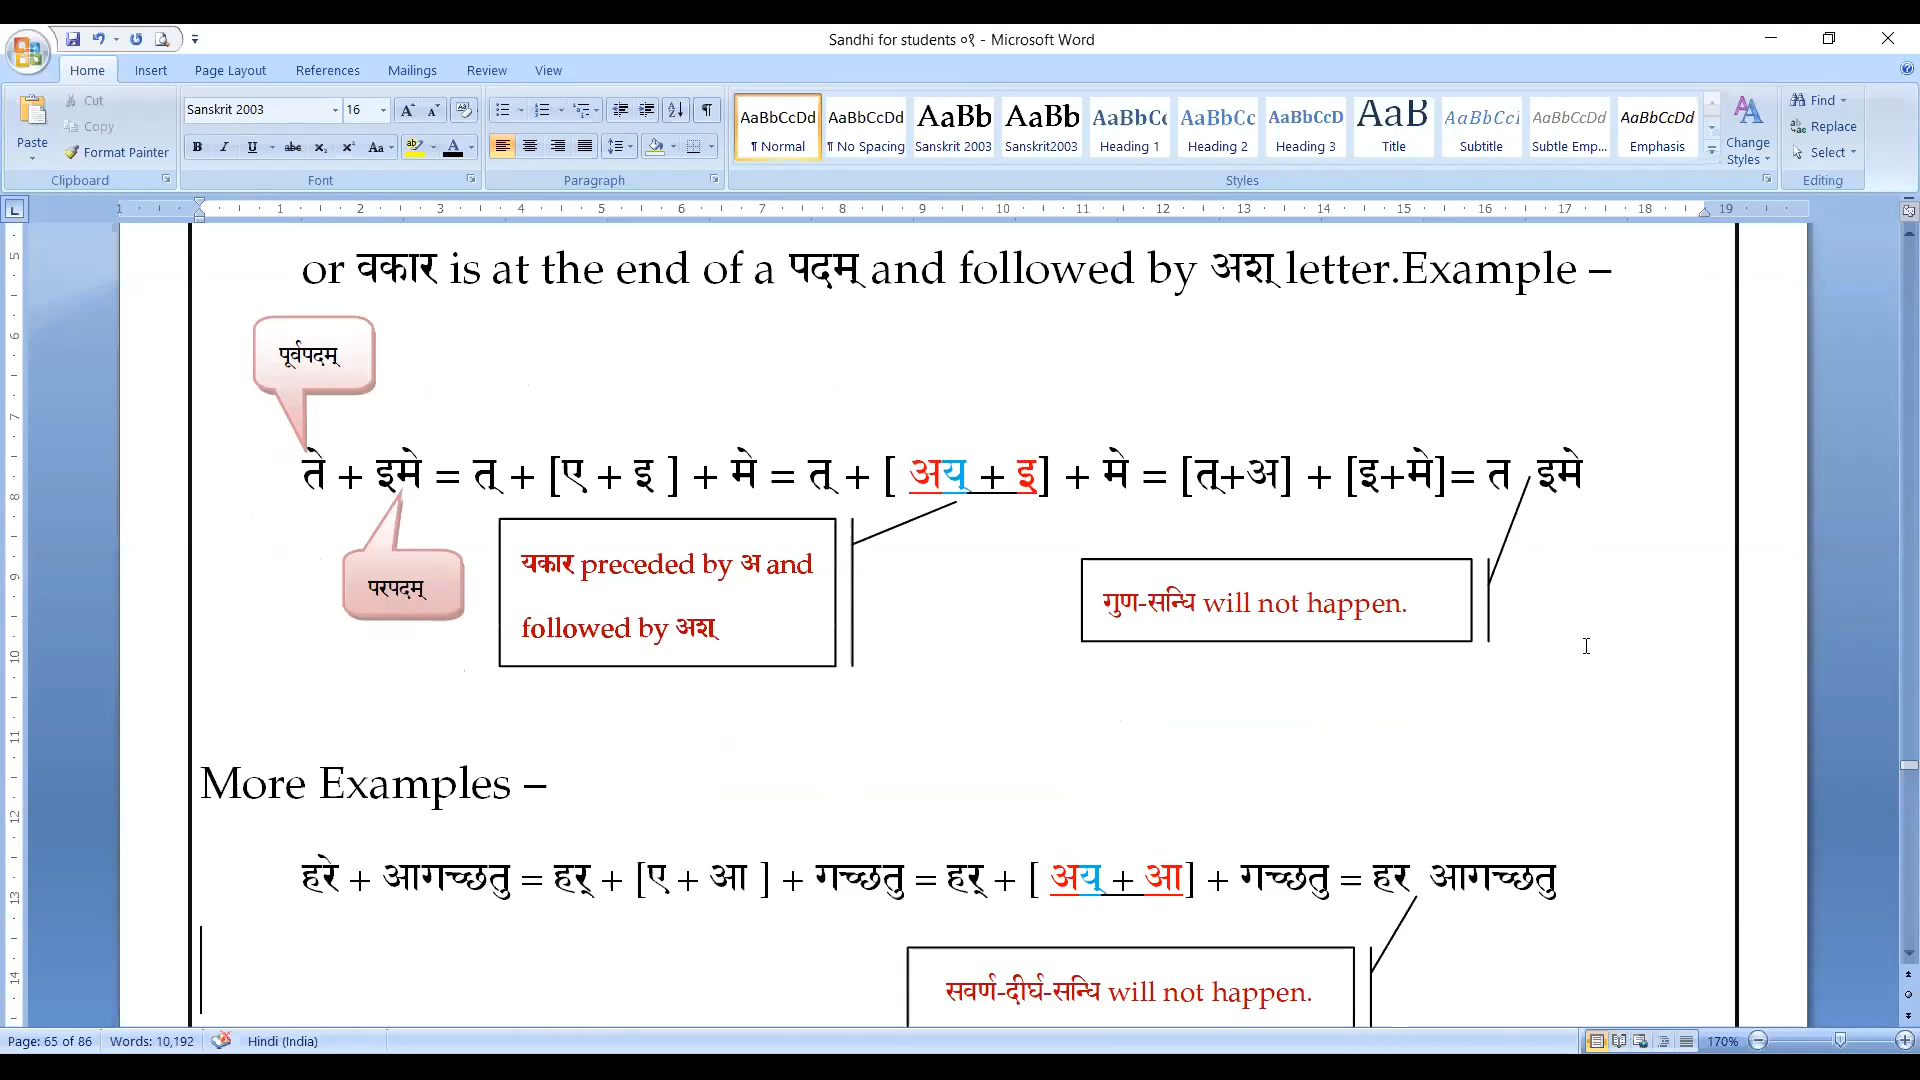 Sandhi for students ०९ - Microsoft Word
Home Insert Page Layout References Mailings Review View
Paste Cut Copy Format Painter Clipboard
Sanskrit 2003 16
Font
Paragraph
AaBbCcDd AaBbCcDd AaBb AaBb AaBbCc AaBbCc AaBbCcD AaB AaBbCcI AaBbCcDd AaBbCcDd
¶ Normal ¶ No Spacing Sanskrit 2003 Sanskrit2003 Heading 1 Heading 2 Heading 3 Title Subtitle Subtle Emp... Emphasis
Styles
Change Styles
Find Replace Select Editing
or वकार is at the end of a पदम् and followed by अश् letter.Example –
पूर्वपदम्
ते + इमे = त् + [ए + इ ] + मे = त् + [ अय् + इ] + मे = [त्+अ] + [इ+मे]= त इमे
यकार preceded by अ and
followed by अश्
गुण-सन्धि will not happen.
परपदम्
More Examples –
हरे + आगच्छतु = हर् + [ए + आ ] + गच्छतु = हर् + [ अय् + आ] + गच्छतु = हर आगच्छतु
सवर्ण-दीर्घ-सन्धि will not happen.
Page: 65 of 86 Words: 10,192 Hindi (India) 170%